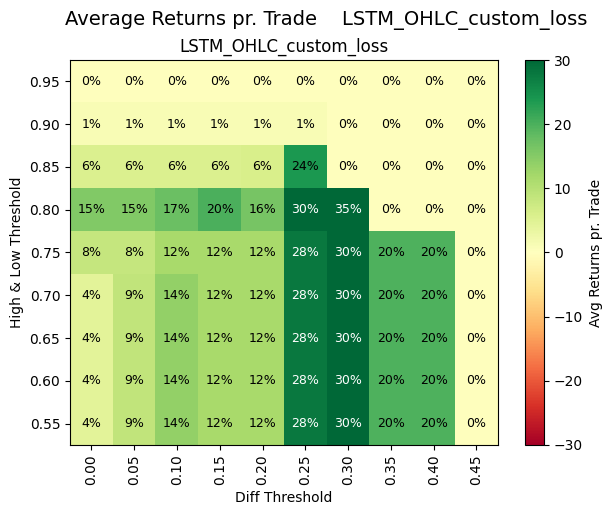 Average Returns pr. Trade    LSTM_OHLC_custom_loss
LSTM_OHLC_custom_loss
High & Low Threshold
0.95 0% 0% 0% 0% 0% 0% 0% 0% 0% 0%
0.90 1% 1% 1% 1% 1% 1% 0% 0% 0% 0%
0.85 6% 6% 6% 6% 6% 24% 0% 0% 0% 0%
0.80 15% 15% 17% 20% 16% 30% 35% 0% 0% 0%
0.75 8% 8% 12% 12% 12% 28% 30% 20% 20% 0%
0.70 4% 9% 14% 12% 12% 28% 30% 20% 20% 0%
0.65 4% 9% 14% 12% 12% 28% 30% 20% 20% 0%
0.60 4% 9% 14% 12% 12% 28% 30% 20% 20% 0%
0.55 4% 9% 14% 12% 12% 28% 30% 20% 20% 0%
0.00 0.05 0.10 0.15 0.20 0.25 0.30 0.35 0.40 0.45
Diff Threshold
30
20
10
0
−10
−20
−30
Avg Returns pr. Trade